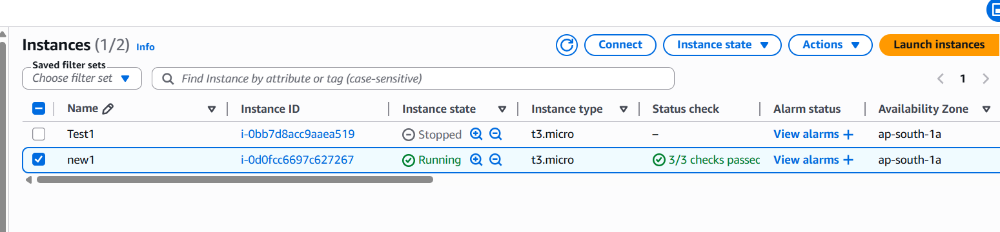 Instances (1/2) Info Connect Instance state Actions Launch instances
Saved filter sets
Choose filter set Find Instance by attribute or tag (case-sensitive) 1
Name Instance ID Instance state Instance type Status check Alarm status Availability Zone
Test1 i-0bb7d8acc9aaea519 Stopped t3.micro – View alarms + ap-south-1a
new1 i-0d0fcc6697c627267 Running t3.micro 3/3 checks passec View alarms + ap-south-1a